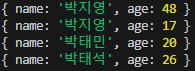 { name: '박지영', age: 48 }
{ name: '박지영', age: 17 }
{ name: '박태민', age: 20 }
{ name: '박태석', age: 26 }